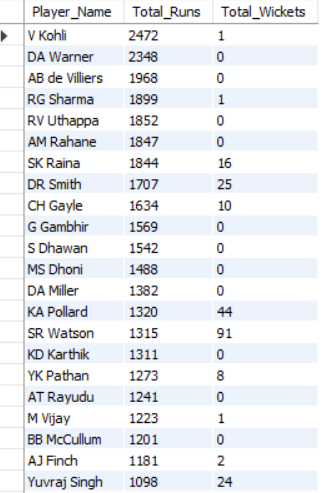 Player_Name Total_Runs Total_Wickets
V Kohli 2472 1
DA Warner 2348 0
AB de Villiers 1968 0
RG Sharma 1899 1
RV Uthappa 1852 0
AM Rahane 1847 0
SK Raina 1844 16
DR Smith 1707 25
CH Gayle 1634 10
G Gambhir 1569 0
S Dhawan 1542 0
MS Dhoni 1488 0
DA Miller 1382 0
KA Pollard 1320 44
SR Watson 1315 91
KD Karthik 1311 0
YK Pathan 1273 8
AT Rayudu 1241 0
M Vijay 1223 1
BB McCullum 1201 0
AJ Finch 1181 2
Yuvraj Singh 1098 24